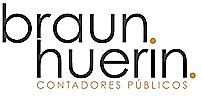 braun.
huerin.
CONTADORES PÚBLICOS